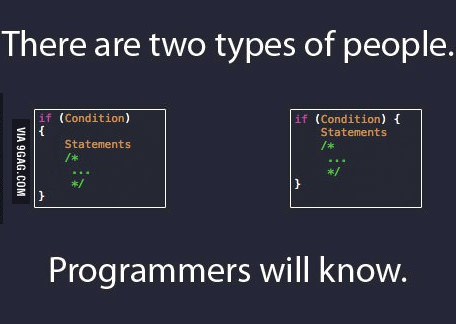 There are two types of people.
VIA 9GAG.COM
if (Condition)
{
    Statements
    /*
     ...
     */
}
if (Condition) {
    Statements
    /*
     ...
     */
}
Programmers will know.